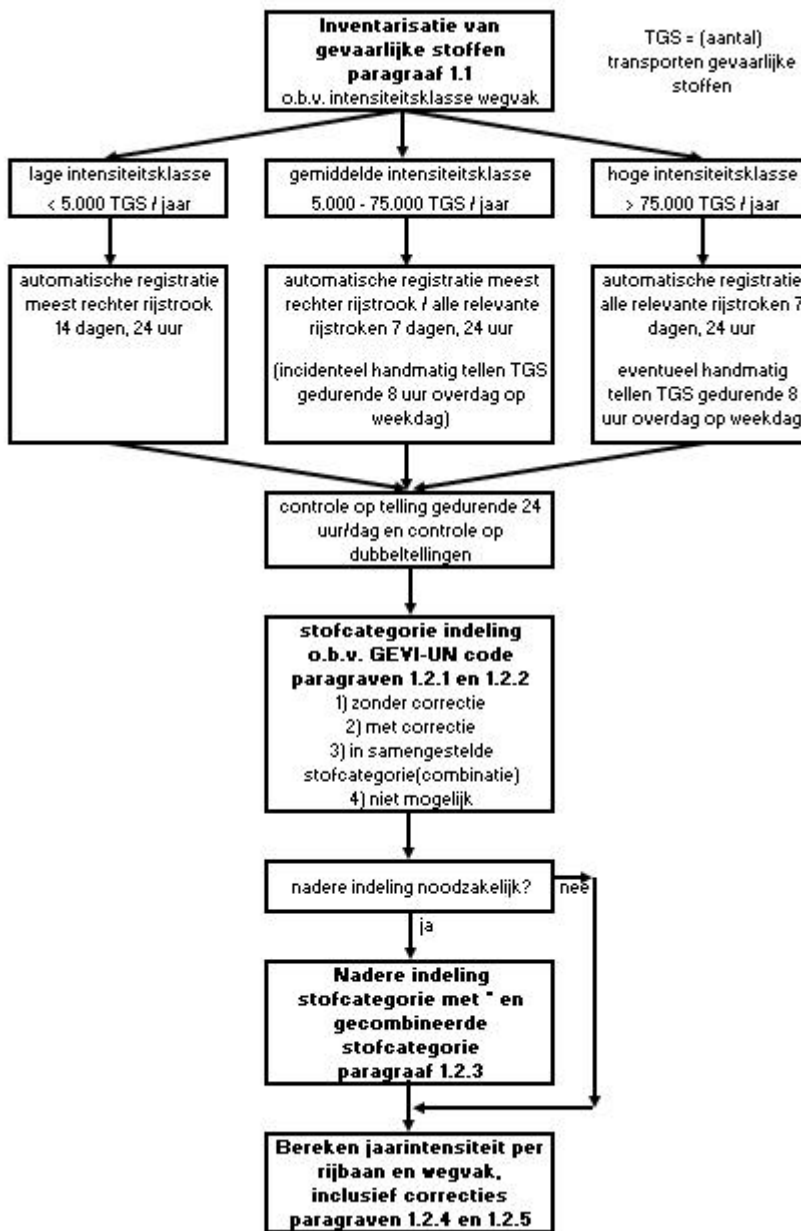 Inventarisatie van
gevaarlijke stoffen
paragraaf 1.1
o.b.v. intensiteitsklasse wegvak
TGS = (aantal)
transporten gevaarlijke
stoffen
lage intensiteitsklasse
< 5.000 TGS / jaar
gemiddelde intensiteitsklasse
5.000 - 75.000 TGS / jaar
hoge intensiteitsklasse
> 75.000 TGS / jaar
automatische registratie
meest rechter rijstrook
14 dagen, 24 uur
automatische registratie meest
rechter rijstrook / alle relevante
rijstroken 7 dagen, 24 uur
(incidenteel handmatig tellen TGS
gedurende 8 uur overdag op
weekdag)
automatische registratie
alle relevante rijstroken 7
dagen, 24 uur
eventueel handmatig
tellen TGS gedurende 8
uur overdag op weekdag
controle op telling gedurende 24
uur/dag en controle op
dubbeltellingen
stofcategorie indeling
o.b.v. GEVI-UN code
paragraven 1.2.1 en 1.2.2
1) zonder correctie
2) met correctie
3) in samengestelde
stofcategorie(combinatie)
4) niet mogelijk
nadere indeling noodzakelijk?
nee
ja
Nadere indeling
stofcategorie met * en
gecombineerde
stofcategorie
paragraaf 1.2.3
Bereken jaarintensiteit per
rijbaan en wegvak,
inclusief correcties
paragraven 1.2.4 en 1.2.5